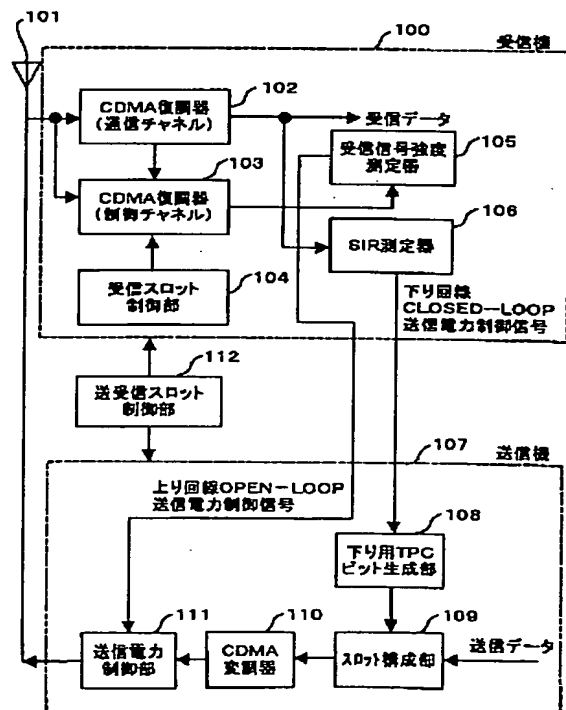 101
100
受信機
102
CDMA復調器
(通信チャネル)
受信データ
103
CDMA復調器
(制御チャネル)
受信信号強度
測定器
105
106
SIR測定器
受信スロット
制御部
104
下り回線
CLOSED-LOOP
送信電力制御信号
112
送受信スロット
制御部
107
送信機
上り回線OPEN-LOOP
送信電力制御信号
108
下り用TPC
ビット生成部
111
110
109
送信電力
制御部
CDMA
変調器
スロット構成部
送信データ